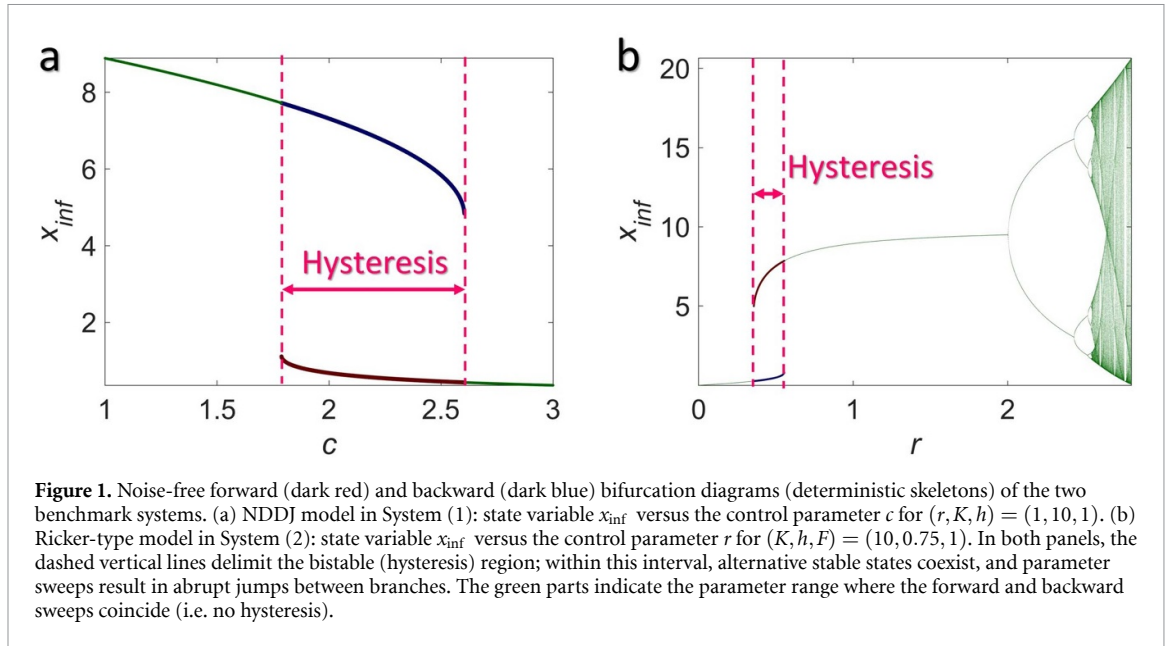 a
8
6
4
2
x_inf
Hysteresis
1
1.5
2
2.5
3
c
b
20
15
10
5
x_inf
Hysteresis
0
1
2
r
Figure 1. Noise-free forward (dark red) and backward (dark blue) bifurcation diagrams (deterministic skeletons) of the two
benchmark systems. (a) NDDJ model in System (1): state variable x_inf versus the control parameter c for (r, K, h) = (1, 10, 1). (b)
Ricker-type model in System (2): state variable x_inf versus the control parameter r for (K, h, F) = (10, 0.75, 1). In both panels, the
dashed vertical lines delimit the bistable (hysteresis) region; within this interval, alternative stable states coexist, and parameter
sweeps result in abrupt jumps between branches. The green parts indicate the parameter range where the forward and backward
sweeps coincide (i.e. no hysteresis).